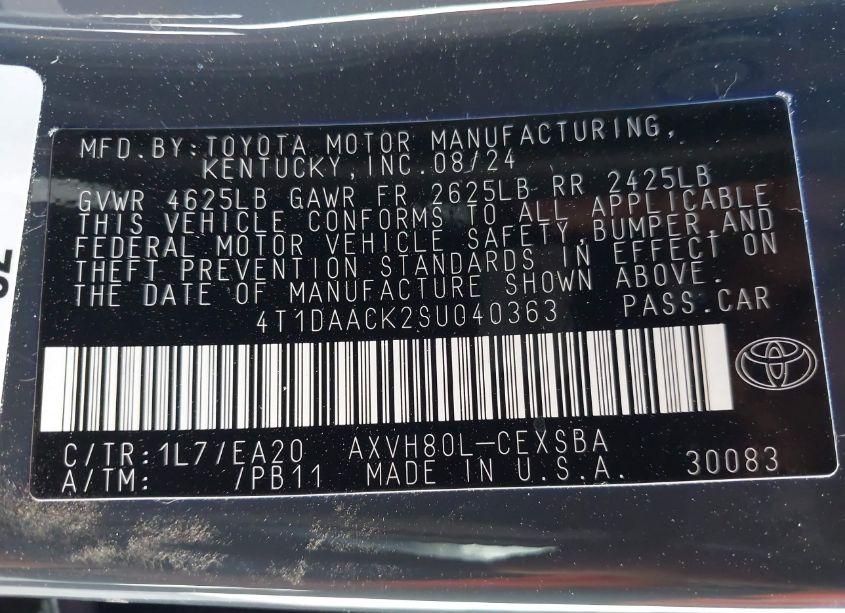 MFD.BY:TOYOTA MOTOR MANUFACTURING,
KENTUCKY,INC.08/24
GVWR 4625LB GAWR FR 2625LB RR 2425LB
THIS VEHICLE CONFORMS TO ALL APPLICABLE
FEDERAL MOTOR VEHICLE SAFETY,BUMPER,AND
THEFT PREVENTION STANDARDS IN EFFECT ON
THE DATE OF MANUFACTURE SHOWN ABOVE.
4T1DAACK2SU040363 PASS.CAR
C/TR:1L7/EA20 AXVH80L-CEXSBA
A/TM: /PB11 MADE IN U.S.A. 30083